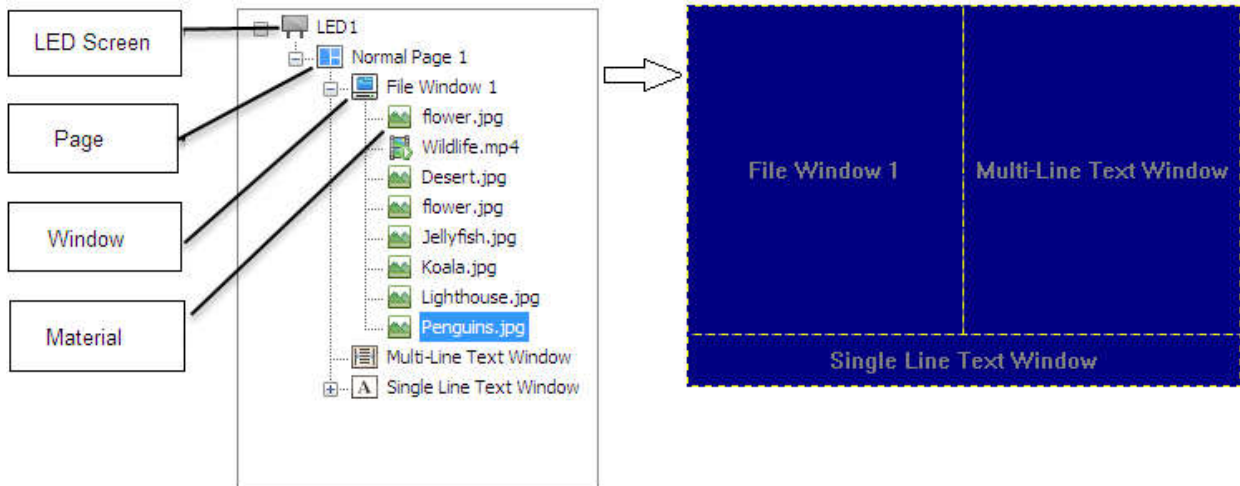 LED Screen
Page
Window
Material
LED1
Normal Page 1
File Window 1
flower.jpg
Wildlife.mp4
Desert.jpg
flower.jpg
Jellyfish.jpg
Koala.jpg
Lighthouse.jpg
Penguins.jpg
Multi-Line Text Window
A Single Line Text Window
File Window 1
Multi-Line Text Window
Single Line Text Window